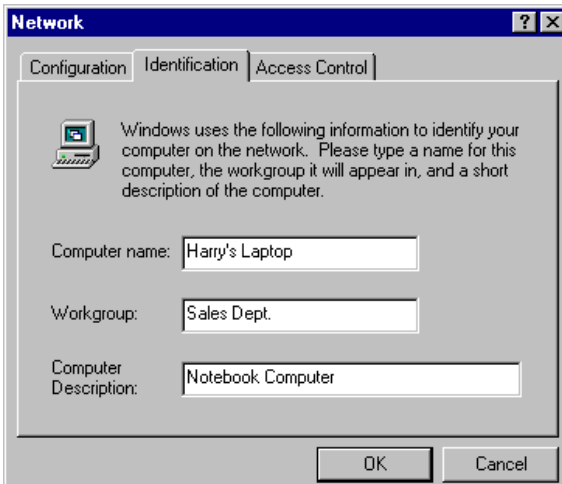 Network
Configuration Identification Access Control
Windows uses the following information to identify your
computer on the network. Please type a name for this
computer, the workgroup it will appear in, and a short
description of the computer.
Computer name: Harry's Laptop
Workgroup: Sales Dept.
Computer
Description: Notebook Computer
OK Cancel